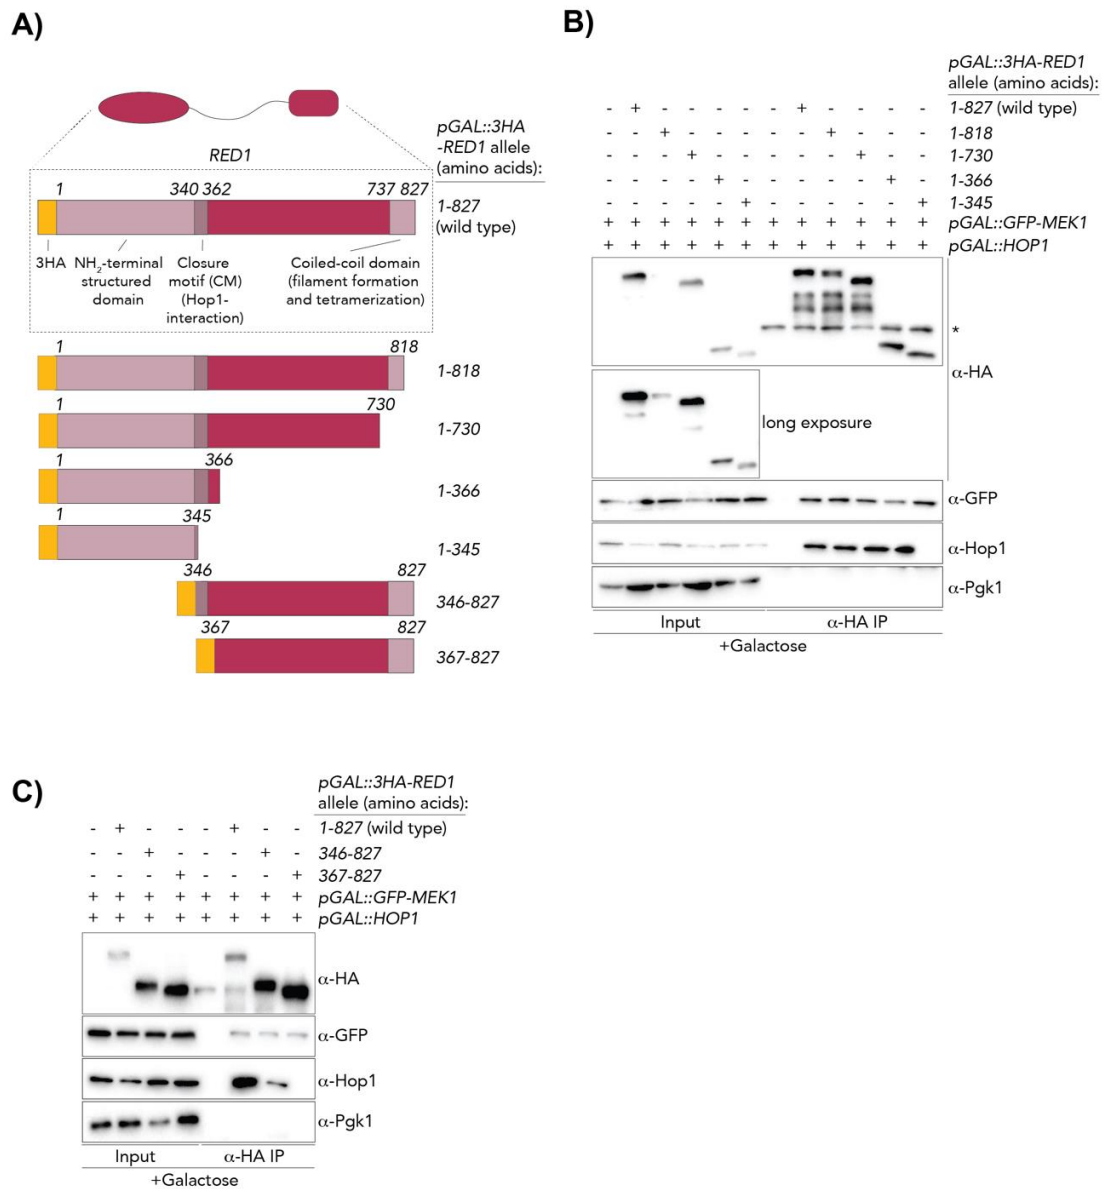 A)
RED1
pGAL::3HA
-RED1 allele
(amino acids):
1 340 362 737 827
1-827
(wild type)
3HA NH2-terminal structured domain Closure motif (CM) (Hop1-interaction) Coiled-coil domain (filament formation and tetramerization)
1 818
1-818
1 730
1-730
1 366
1-366
1 345
1-345
346 827
346-827
367 827
367-827
B)
pGAL::3HA-RED1
allele (amino acids):
- + - - - - - + - - - - 1-827 (wild type)
- - + - - - - - + - - - 1-818
- - - + - - - - - + - - 1-730
- - - - + - - - - - + - 1-366
- - - - - + - - - - - + 1-345
+ + + + + + + + + + + + pGAL::GFP-MEK1
+ + + + + + + + + + + + pGAL::HOP1
*
α-HA
long exposure
α-GFP
α-Hop1
α-Pgk1
Input α-HA IP
+Galactose
C)
pGAL::3HA-RED1
allele (amino acids):
- + - - - + - - 1-827 (wild type)
- - + - - - + - 346-827
- - - + - - - + 367-827
+ + + + + + + + pGAL::GFP-MEK1
+ + + + + + + + pGAL::HOP1
α-HA
α-GFP
α-Hop1
α-Pgk1
Input α-HA IP
+Galactose